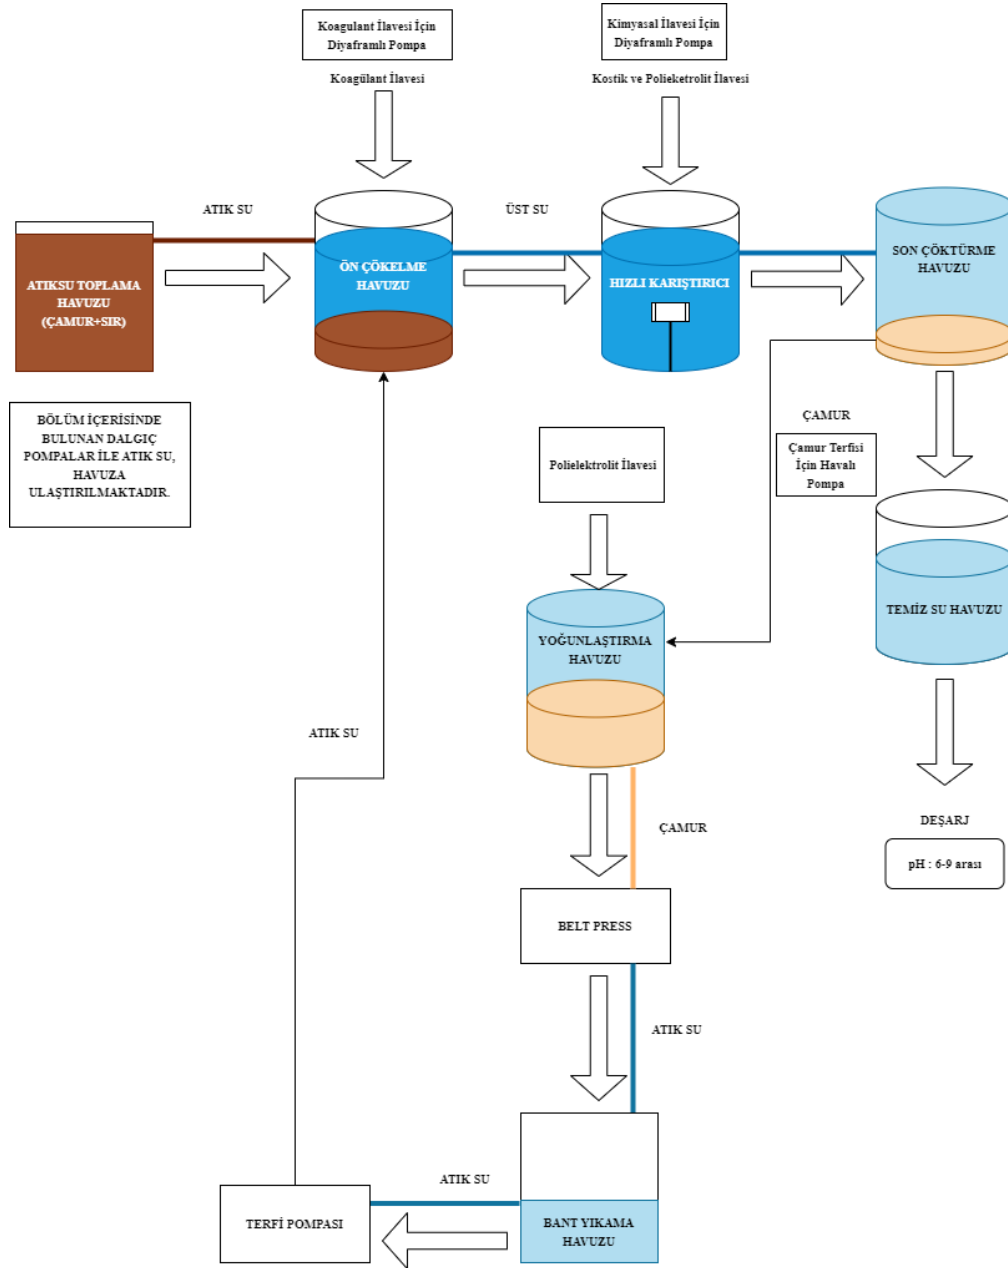 Koagulant İlavesi İçin
Diyaframlı Pompa
Koagülant İlavesi
Kimyasal İlavesi İçin
Diyaframlı Pompa
Kostik ve Polieketrolit İlavesi
ATIK SU
ÜST SU
ATIKSU TOPLAMA
HAVUZU
(ÇAMUR+SIR)
ÖN ÇÖKELME
HAVUZU
HIZLI KARIŞTIRICI
SON ÇÖKTÜRME
HAVUZU
BÖLÜM İÇERİSİNDE
BULUNAN DALGIÇ
POMPALAR İLE ATIK SU,
HAVUZA
ULAŞTIRILMAKTADIR.
Polielektrolit İlavesi
ÇAMUR
Çamur Terfisi
İçin Havalı
Pompa
TEMİZ SU HAVUZU
YOĞUNLAŞTIRMA
HAVUZU
ATIK SU
ÇAMUR
DEŞARJ
pH : 6-9 arası
BELT PRESS
ATIK SU
ATIK SU
TERFİ POMPASI
BANT YIKAMA
HAVUZU